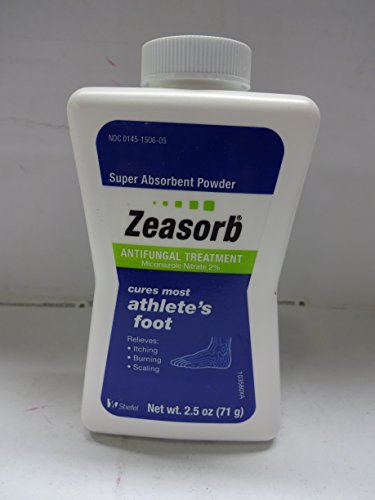 NDC 0145-1506-05
Super Absorbent Powder
Zeasorb®
ANTIFUNGAL TREATMENT
Miconazole Nitrate 2%
cures most
athlete's
foot
Relieves:
• Itching
• Burning
• Scaling
Stiefel
Net wt. 2.5 oz (71 g)